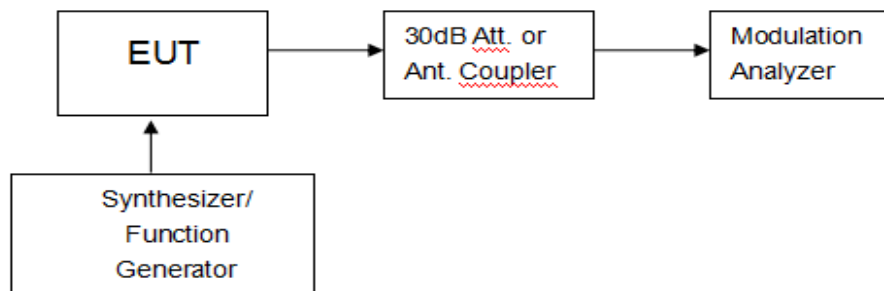 EUT
30dB Att. or
Ant. Coupler
Modulation
Analyzer
Synthesizer/
Function
Generator